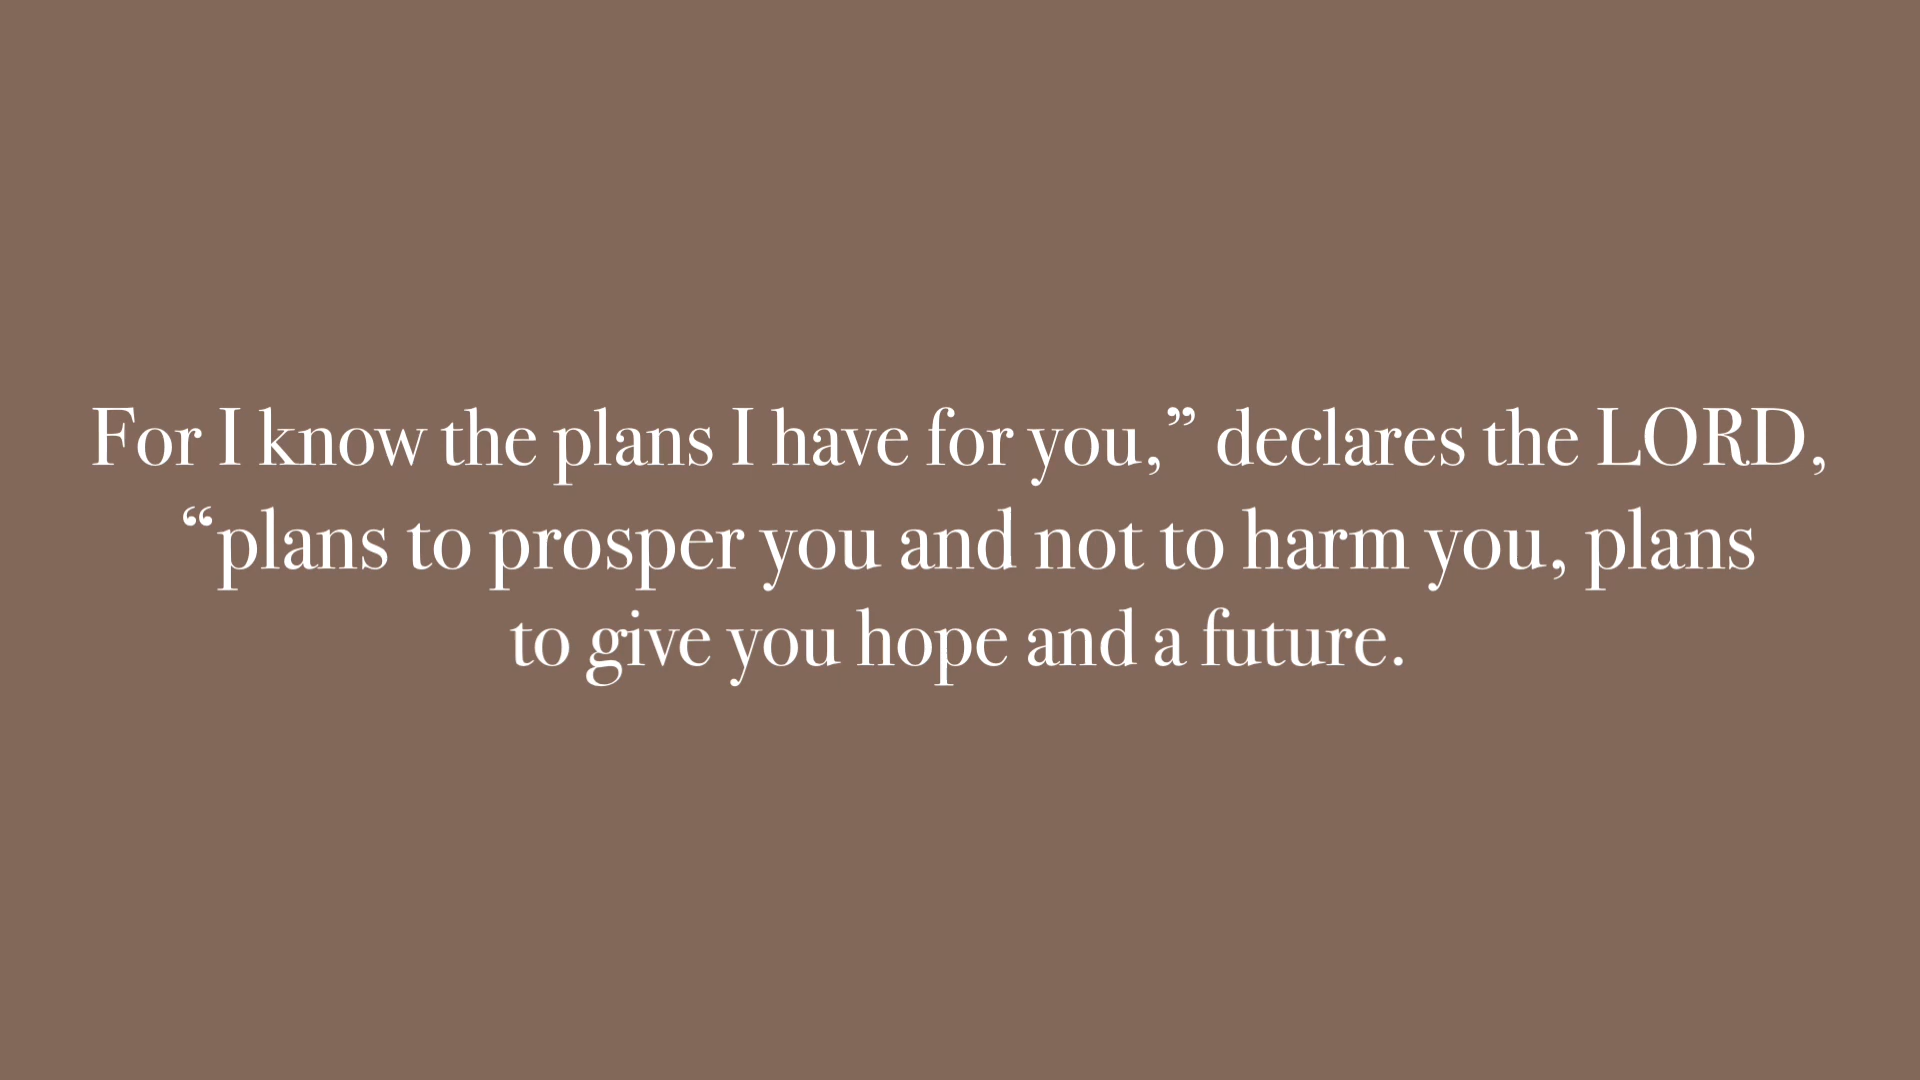 For I know the plans I have for you,” declares the LORD,
“plans to prosper you and not to harm you, plans
to give you hope and a future.